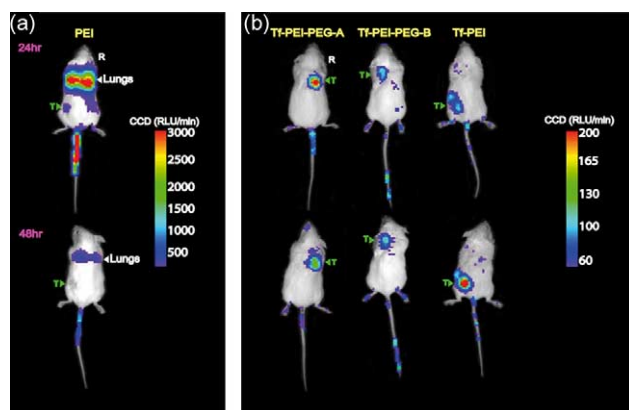 (a)
PEI
24hr
R
Lungs
T
CCD (RLU/min)
3000
2500
2000
1500
1000
500
48hr
Lungs
T
(b)
Tf-PEI-PEG-A Tf-PEI-PEG-B Tf-PEI
R
T
T
T
CCD (RLU/min)
200
165
130
100
60
T
T
T